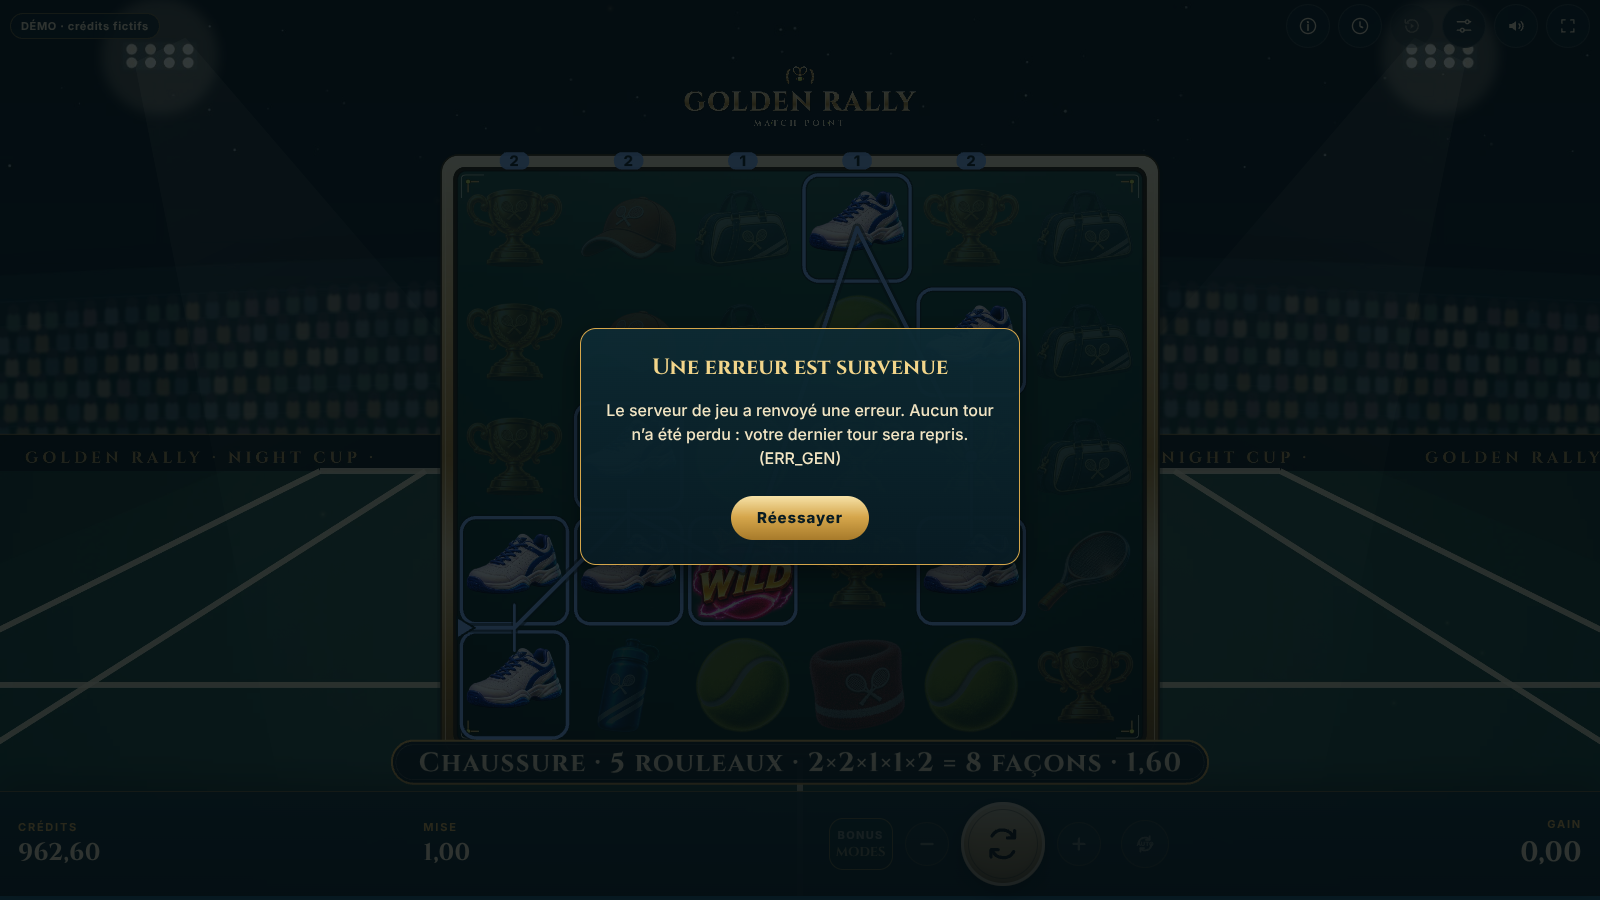 DÉMO · crédits fictifs
GOLDEN RALLY
MATCH POINT
2 2 1 1 2
GOLDEN RALLY · NIGHT CUP ·
NIGHT CUP ·
GOLDEN RALLY
Une erreur est survenue
Le serveur de jeu a renvoyé une erreur. Aucun tour
n’a été perdu : votre dernier tour sera repris.
(ERR_GEN)
Réessayer
WILD
Chaussure · 5 rouleaux · 2×2×1×1×2 = 8 façons · 1,60
CRÉDITS
962,60
MISE
1,00
BONUS
MODES
GAIN
0,00